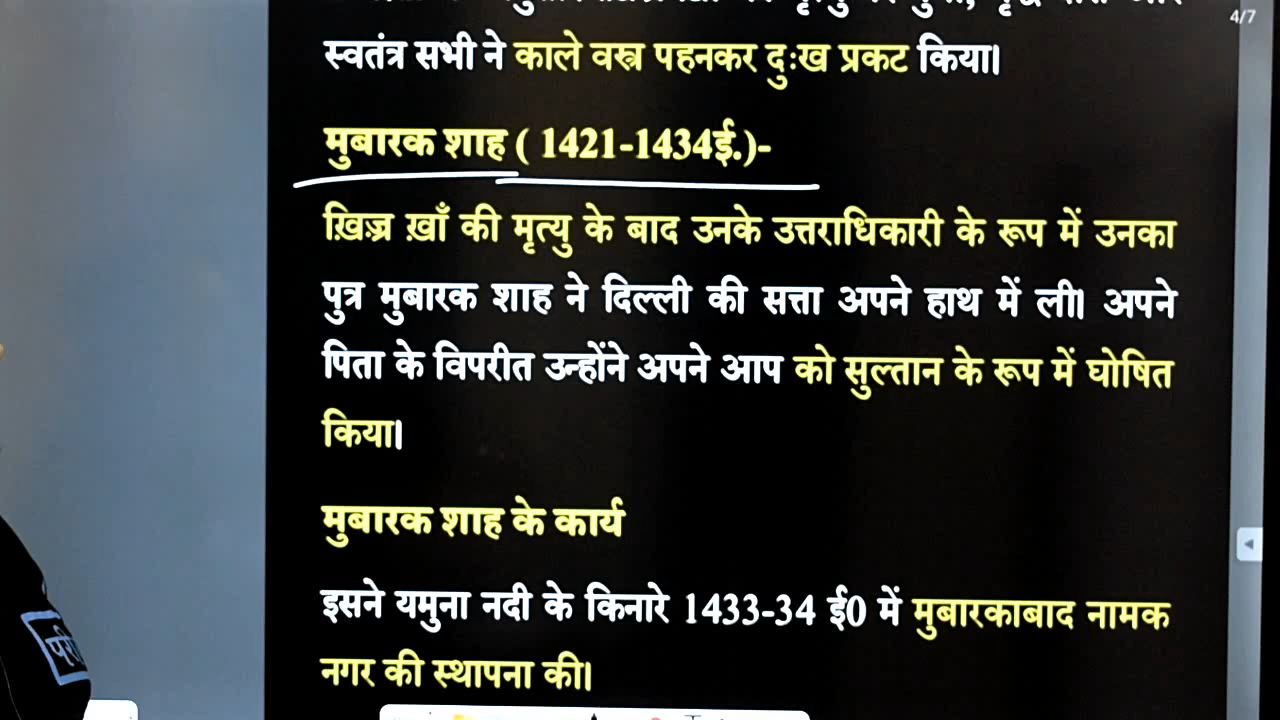 4/7
स्वतंत्र सभी ने काले वस्त्र पहनकर दुःख प्रकट किया।
मुबारक शाह ( 1421-1434ई.)-
ख़िज़्र ख़ाँ की मृत्यु के बाद उनके उत्तराधिकारी के रूप में उनका
पुत्र मुबारक शाह ने दिल्ली की सत्ता अपने हाथ में ली। अपने
पिता के विपरीत उन्होंने अपने आप को सुल्तान के रूप में घोषित
किया।
मुबारक शाह के कार्य
इसने यमुना नदी के किनारे 1433-34 ई0 में मुबारकाबाद नामक
नगर की स्थापना की।